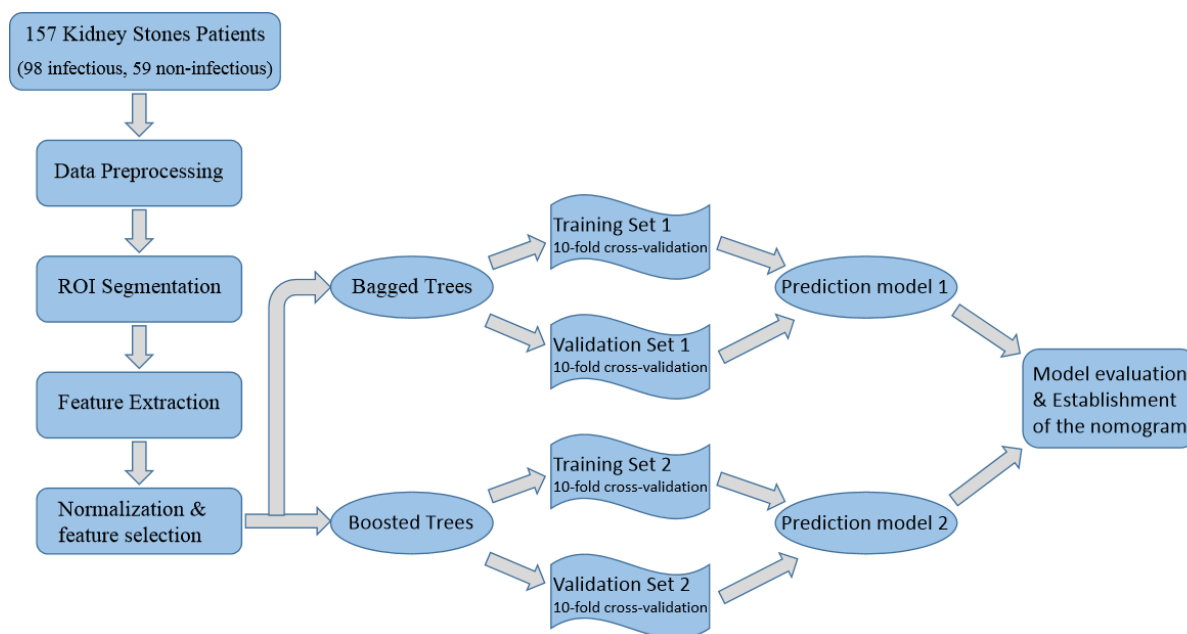 157 Kidney Stones Patients
(98 infectious, 59 non-infectious)
Data Preprocessing
ROI Segmentation
Feature Extraction
Normalization &
feature selection
Bagged Trees
Boosted Trees
Training Set 1
10-fold cross-validation
Validation Set 1
10-fold cross-validation
Training Set 2
10-fold cross-validation
Validation Set 2
10-fold cross-validation
Prediction model 1
Prediction model 2
Model evaluation
& Establishment
of the nomogram